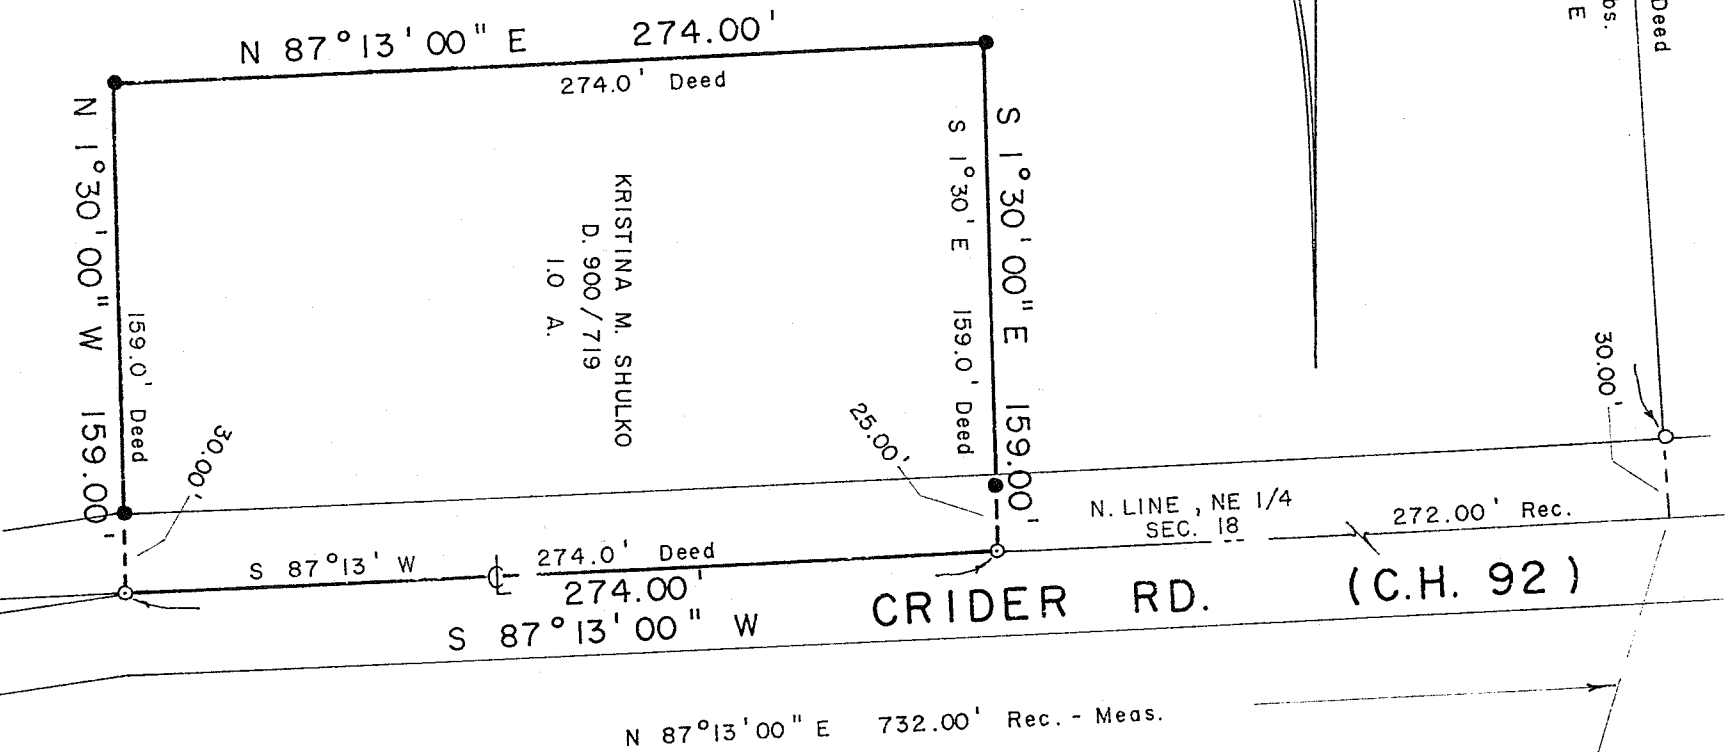 N 87°13'00" E 274.00'
274.0' Deed
N 1°30'00" W 159.00'
159.0' Deed
KRISTINA M. SHULKO
D. 900/719
1.0 A.
S 1°30' E 159.0' Deed
S 1°30'00" E 159.00'
30.00'
25.00'
Deed
E
30.00'
N. LINE, NE 1/4
SEC. 18
272.00' Rec.
S 87°13' W
℄
274.0' Deed
274.00'
S 87°13'00" W
CRIDER RD. (C.H. 92)
N 87°13'00" E 732.00' Rec. - Meas.